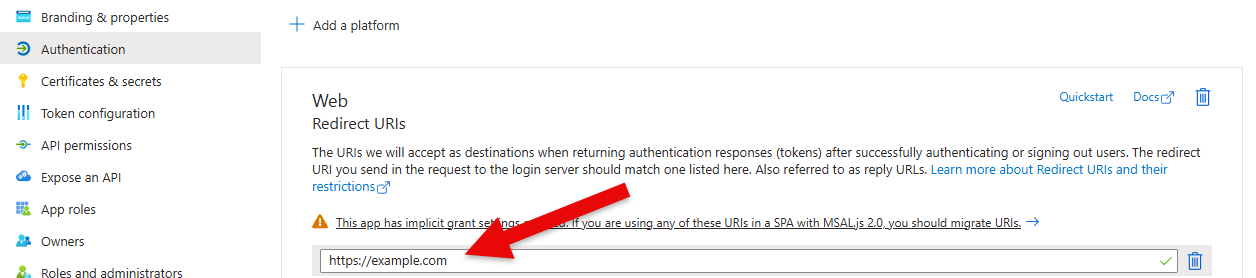 Branding & properties
Authentication
Certificates & secrets
Token configuration
API permissions
Expose an API
App roles
Owners
Roles and administrators
Add a platform
Web
Quickstart
Docs
Redirect URIs
The URIs we will accept as destinations when returning authentication responses (tokens) after successfully authenticating or signing out users. The redirect
URI you send in the request to the login server should match one listed here. Also referred to as reply URLs. Learn more about Redirect URIs and their
restrictions
This app has implicit grant settings If you are using any of these URIs in a SPA with MSAL.js 2.0, you should migrate URIs.
https://example.com